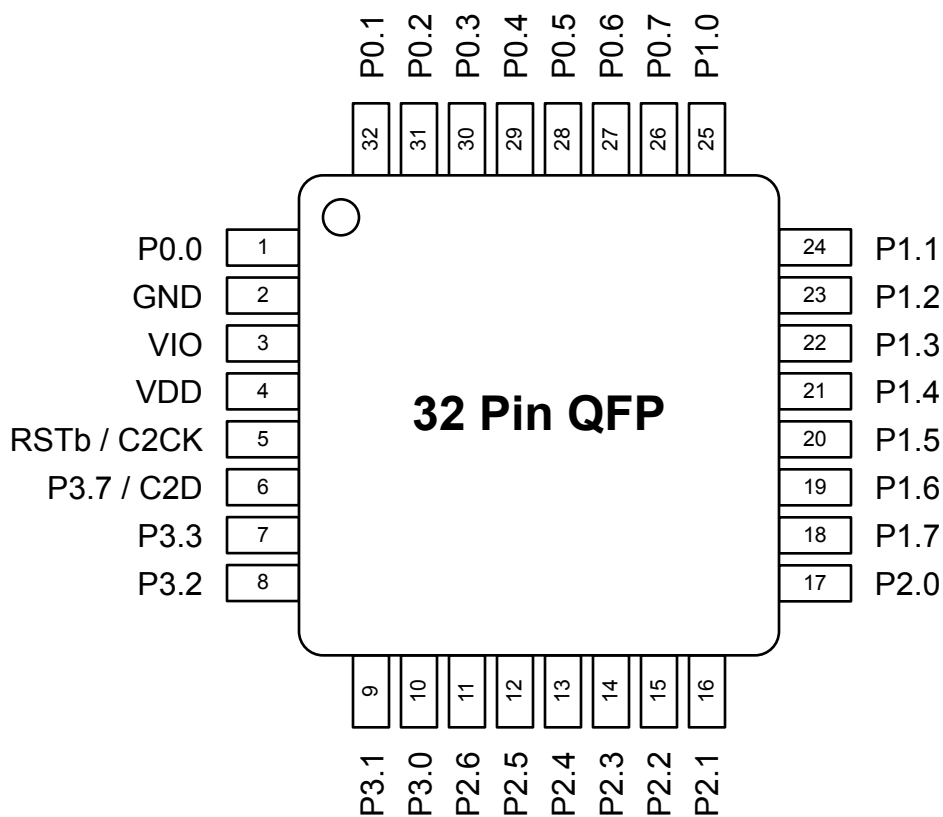 P0.1 P0.2 P0.3 P0.4 P0.5 P0.6 P0.7 P1.0
32 31 30 29 28 27 26 25
P0.0 1 24 P1.1
GND 2 23 P1.2
VIO 3 22 P1.3
VDD 4 21 P1.4
32 Pin QFP
RSTb / C2CK 5 20 P1.5
P3.7 / C2D 6 19 P1.6
P3.3 7 18 P1.7
P3.2 8 17 P2.0
9 10 11 12 13 14 15 16
P3.1 P3.0 P2.6 P2.5 P2.4 P2.3 P2.2 P2.1